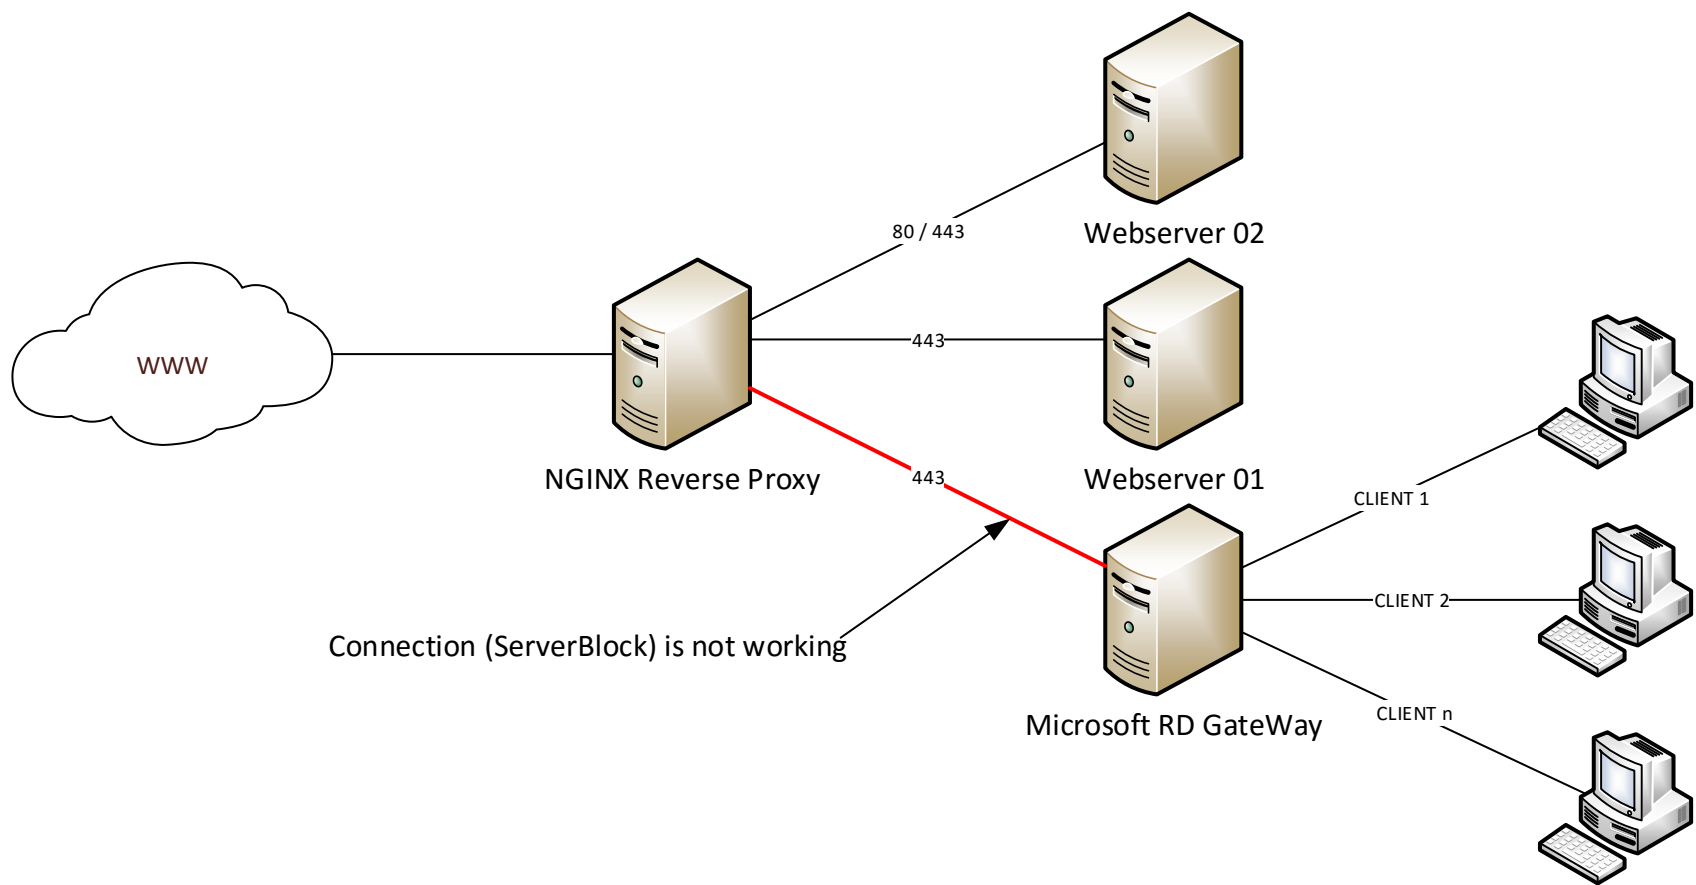 80 / 443
Webserver 02
WWW
443
NGINX Reverse Proxy
Webserver 01
443
CLIENT 1
CLIENT 2
Connection (ServerBlock) is not working
CLIENT n
Microsoft RD GateWay